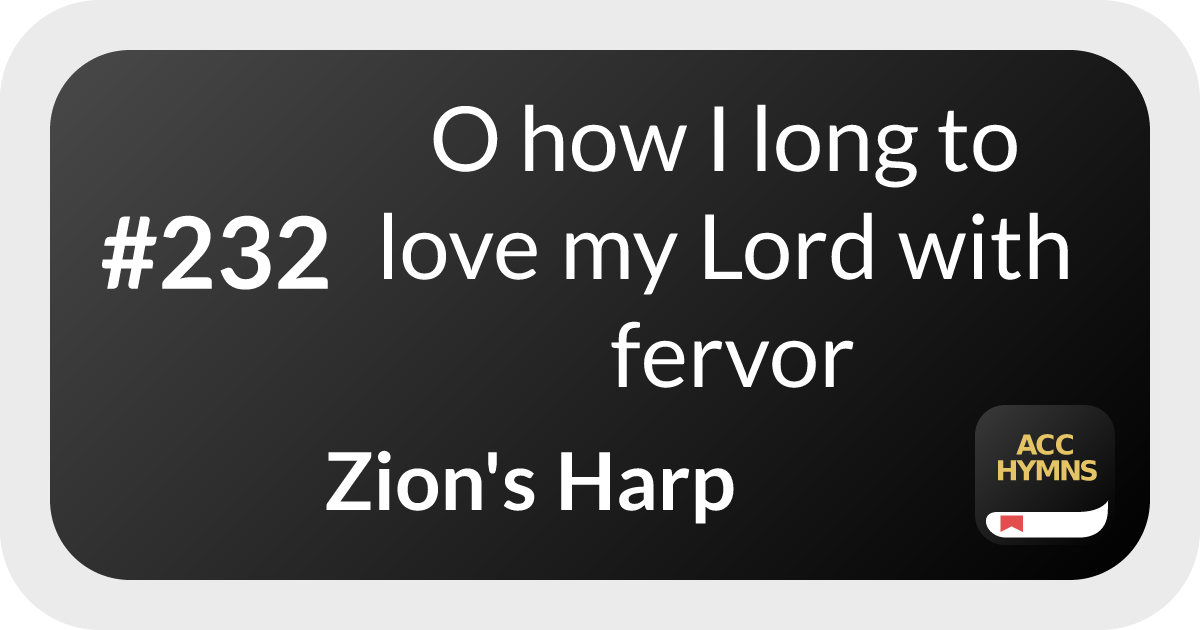 #232
O how I long to
love my Lord with
fervor
Zion's Harp
ACC
HYMNS